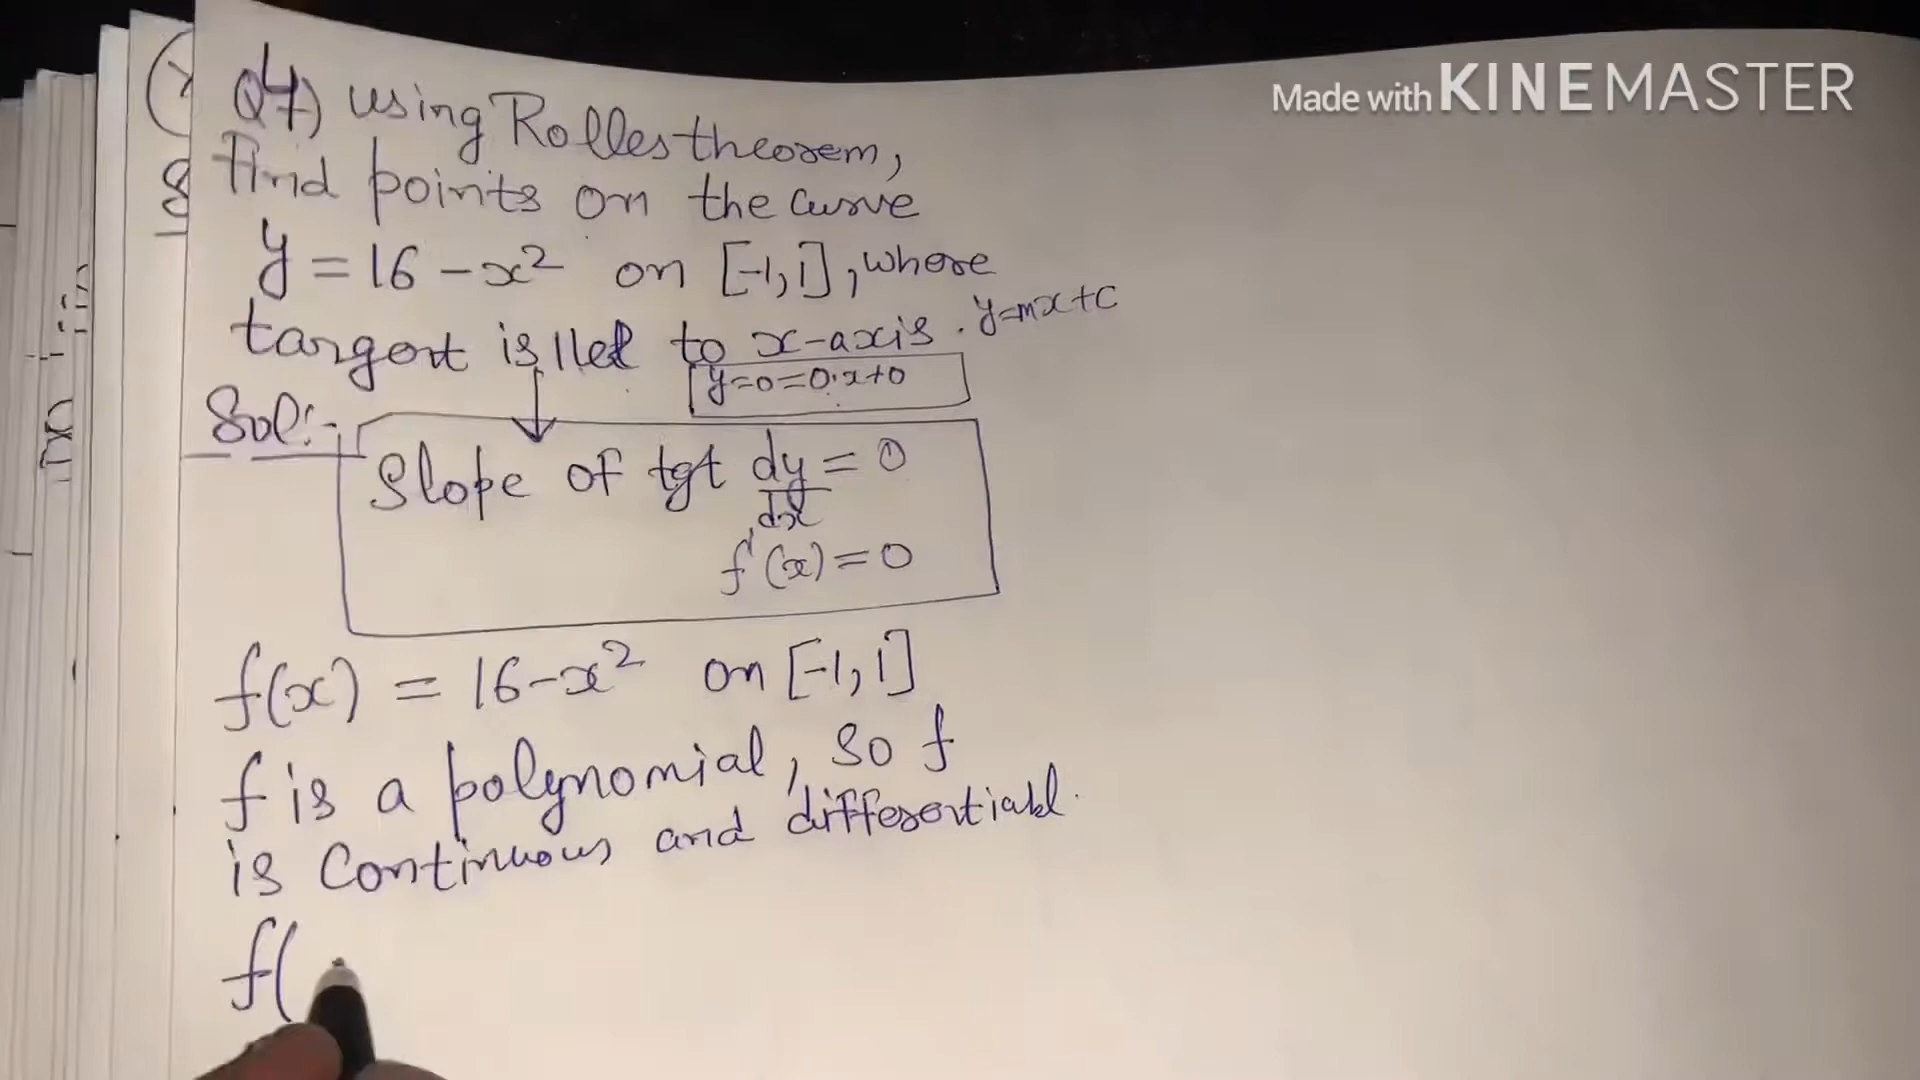 Made with KINEMASTER
Q4) using Rolles theorem,
find points on the curve
y = 16 - x² on [-1, 1], where
tangent is llel to x-axis. y=mx+c
y=0=0.x+0
Sol:-
Slope of tgt dy/dx = 0
f'(x) = 0
f(x) = 16-x² on [-1, 1]
f is a polynomial, so f
is Continuous and differentiabl.
f(